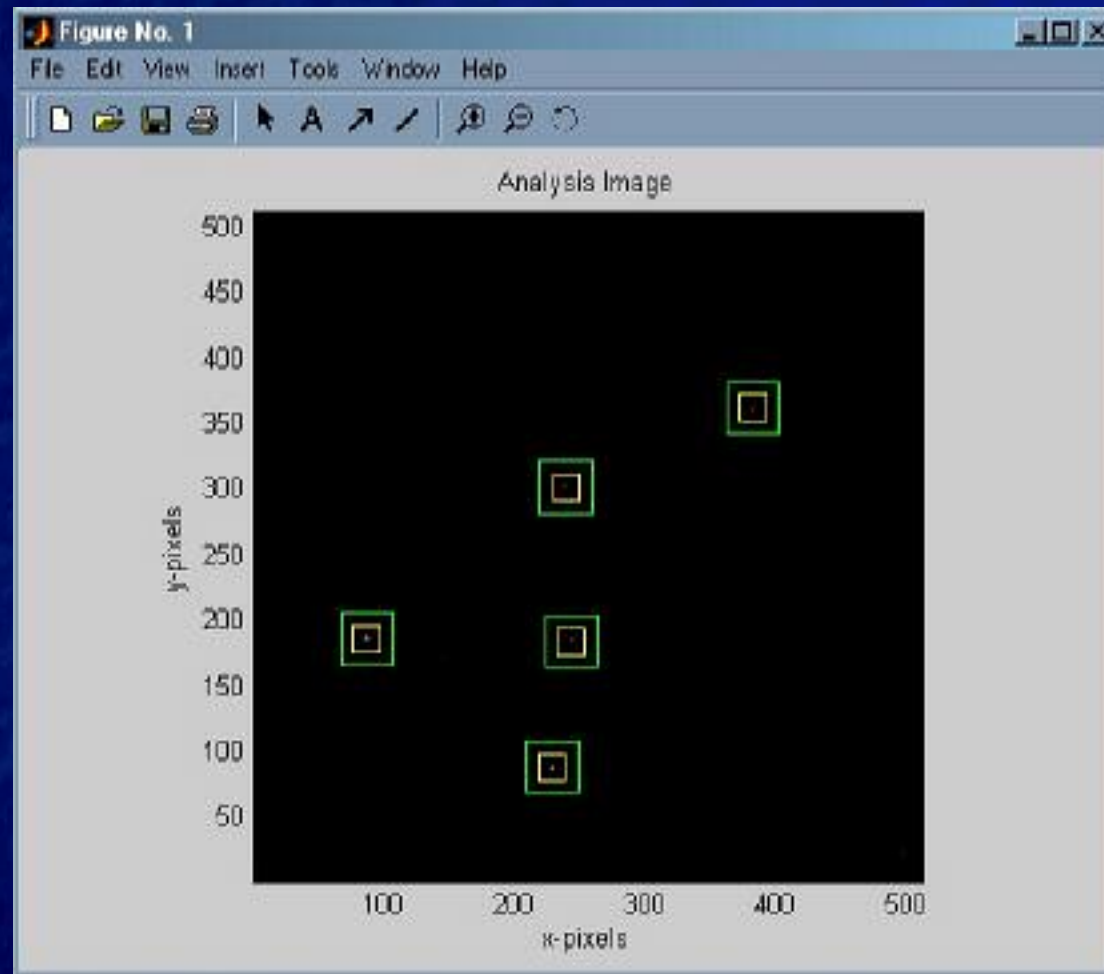 Figure No. 1
File Edit View Insert Tools Window Help
A
Analysis Image
500
450
400
350
300
250
200
150
100
50
y-pixels
100 200 300 400 500
x-pixels